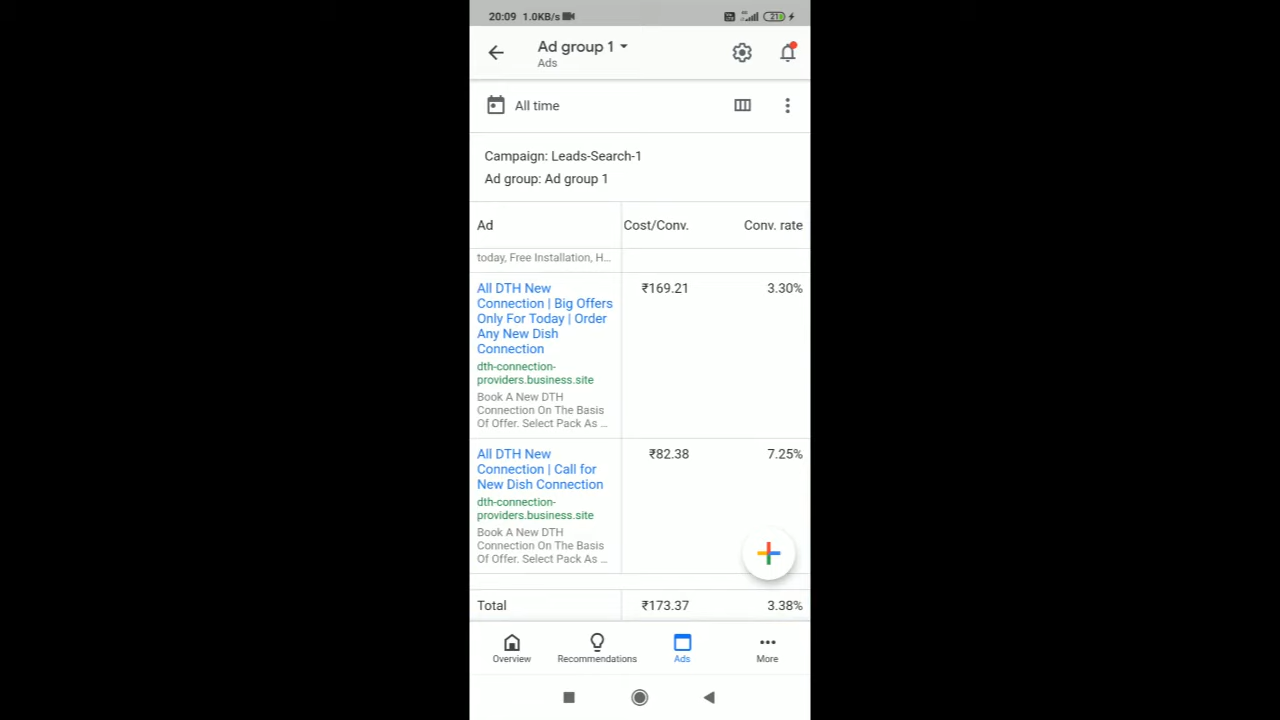 20:09 1.0KB/s
21
Ad group 1
Ads
All time
Campaign: Leads-Search-1
Ad group: Ad group 1
Ad Cost/Conv. Conv. rate
today, Free Installation, H...
All DTH New ₹169.21 3.30%
Connection | Big Offers
Only For Today | Order
Any New Dish
Connection
dth-connection-
providers.business.site
Book A New DTH
Connection On The Basis
Of Offer. Select Pack As ...
All DTH New ₹82.38 7.25%
Connection | Call for
New Dish Connection
dth-connection-
providers.business.site
Book A New DTH
Connection On The Basis
Of Offer. Select Pack As ...
Total ₹173.37 3.38%
Overview Recommendations Ads More